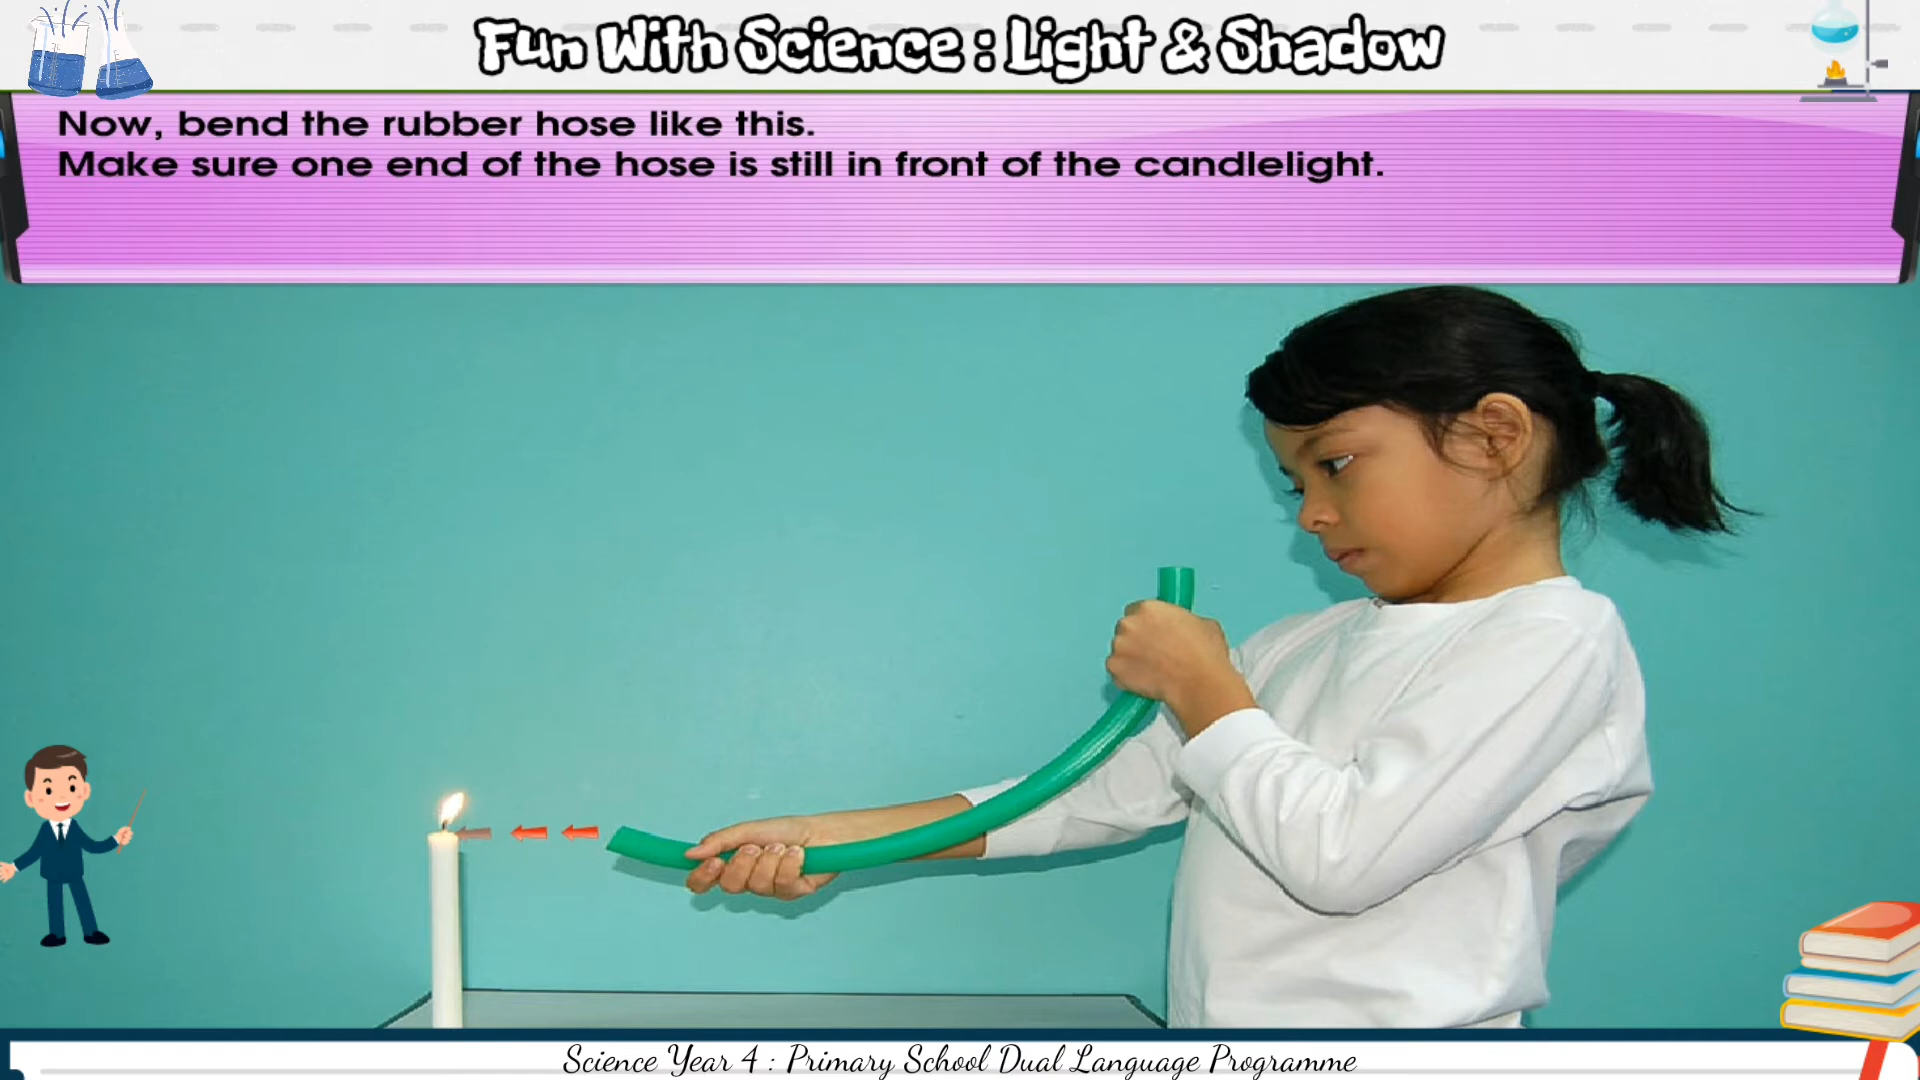 Fun With Science : Light & Shadow
Now, bend the rubber hose like this.
Make sure one end of the hose is still in front of the candlelight.
Science Year 4 : Primary School Dual Language Programme